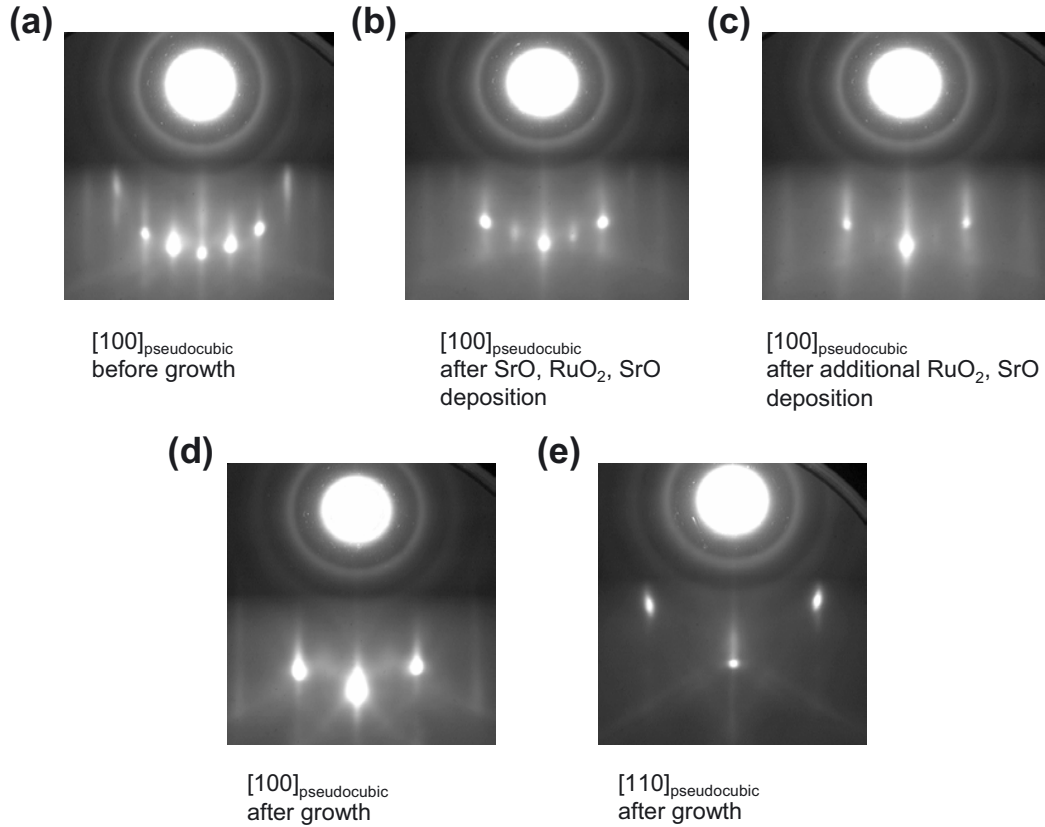 (a)
(b)
(c)
[100]pseudocubic
before growth
[100]pseudocubic
after SrO, RuO2, SrO
deposition
[100]pseudocubic
after additional RuO2, SrO
deposition
(d)
(e)
[100]pseudocubic
after growth
[110]pseudocubic
after growth